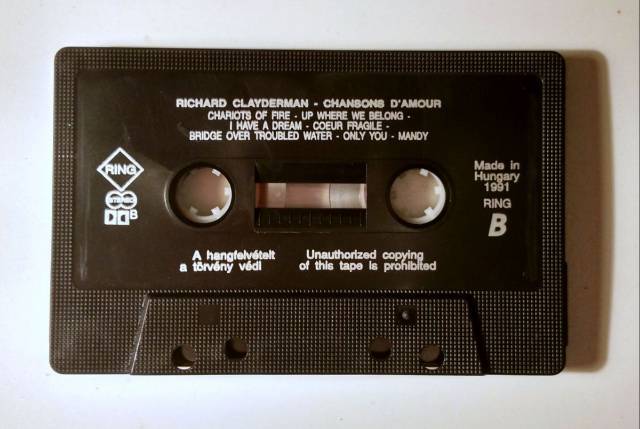 RICHARD CLAYDERMAN - CHANSONS D'AMOUR
CHARIOTS OF FIRE - UP WHERE WE BELONG -
I HAVE A DREAM - COEUR FRAGILE -
BRIDGE OVER TROUBLED WATER - ONLY YOU - MANDY
RING
STEREO
B
Made in
Hungary
1991
RING
B
A hangfelvételt
a törvény védi
Unauthorized copying
of this tape is prohibited